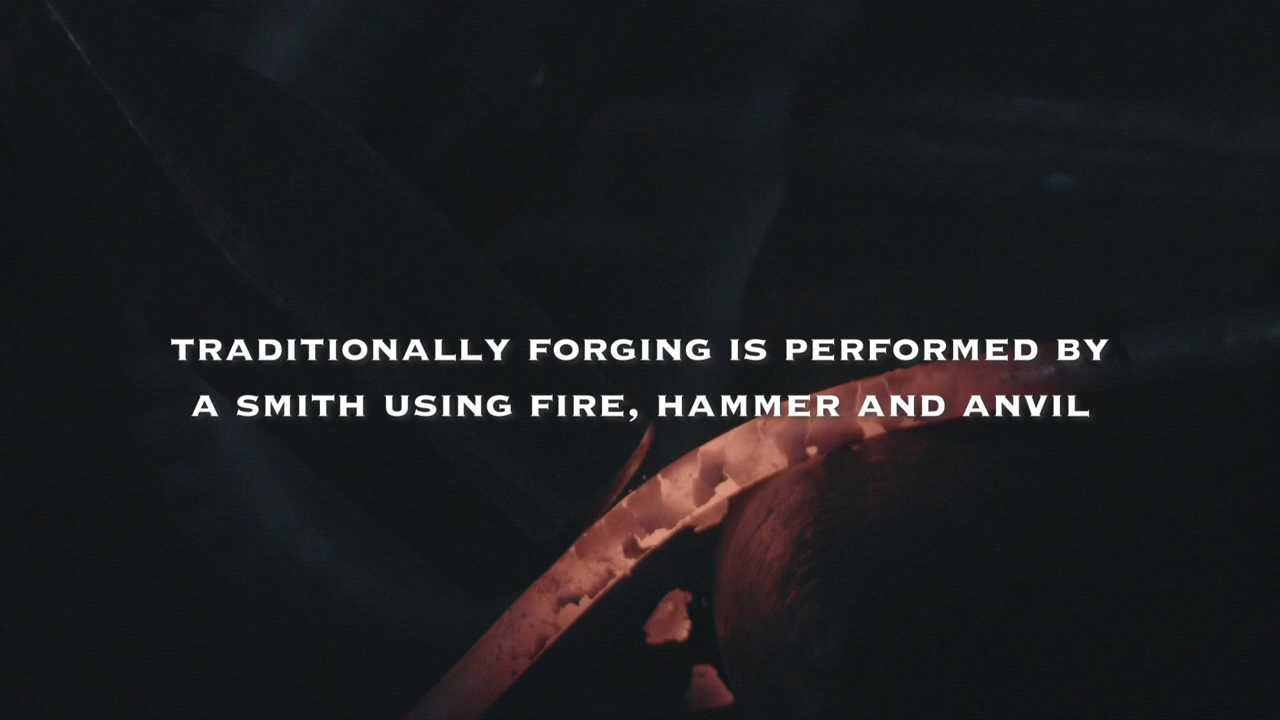 TRADITIONALLY FORGING IS PERFORMED BY
A SMITH USING FIRE, HAMMER AND ANVIL